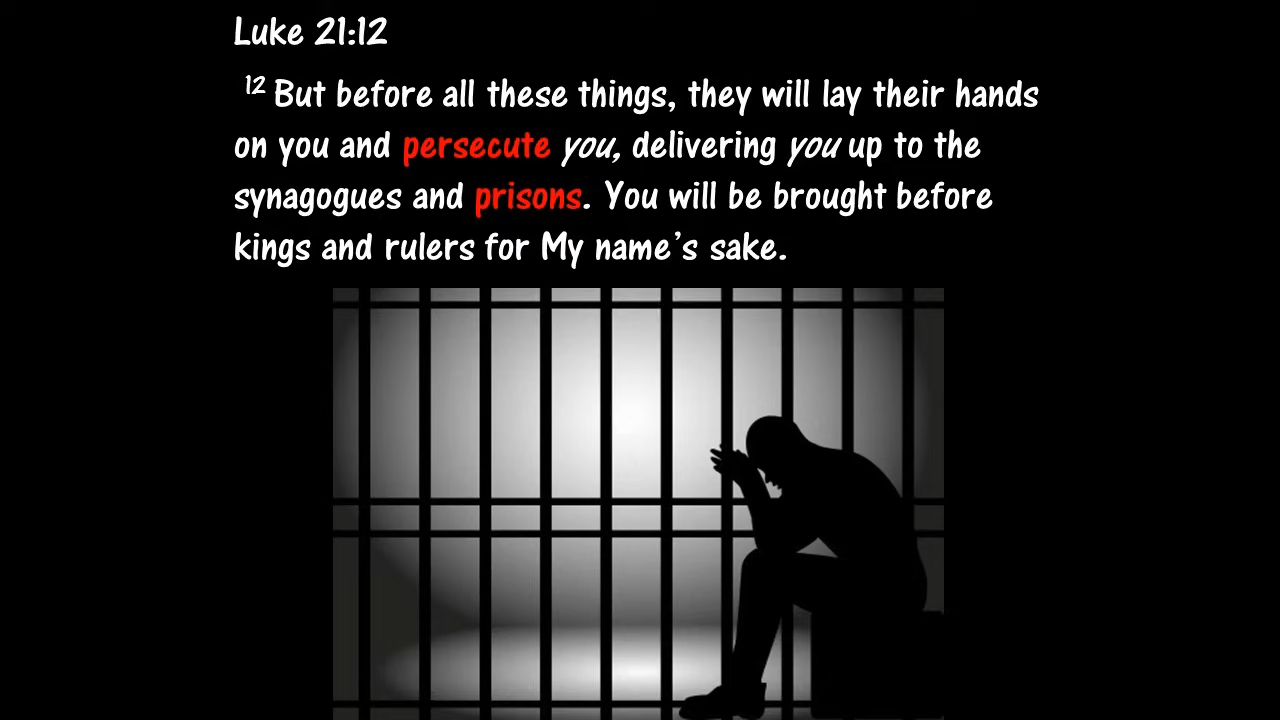 Luke 21:12
12 But before all these things, they will lay their hands
on you and persecute you, delivering you up to the
synagogues and prisons. You will be brought before
kings and rulers for My name’s sake.